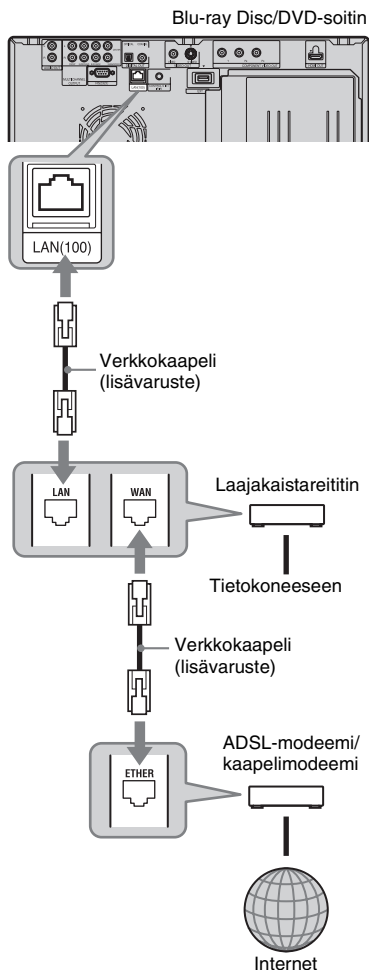 Blu-ray Disc/DVD-soitin
LAN(100)
Verkkokaapeli
(lisävaruste)
LAN
WAN
Laajakaistareititin
Tietokoneeseen
Verkkokaapeli
(lisävaruste)
ETHER
ADSL-modeemi/
kaapelimodeemi
Internet